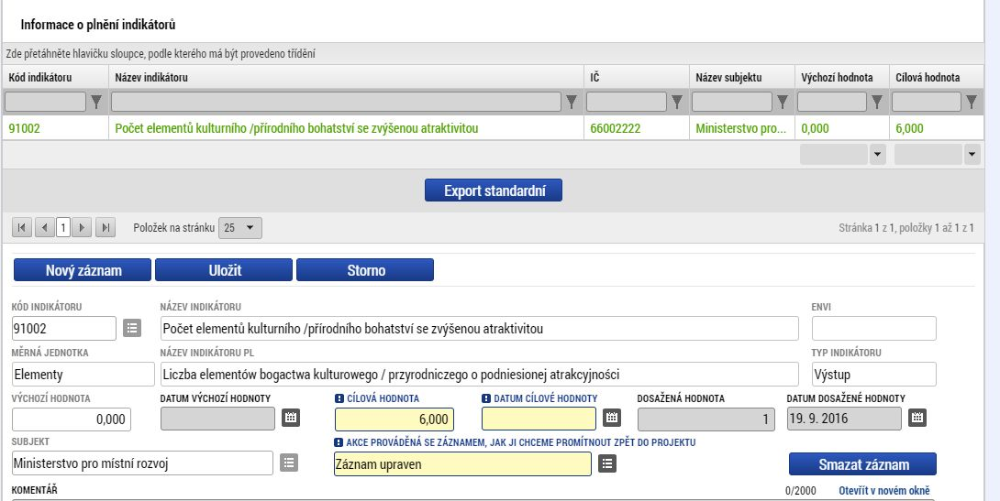 Informace o plnění indikátorů
Zde přetáhněte hlavičku sloupce, podle kterého má být provedeno třídění
Kód indikátoru Název indikátoru IČ Název subjektu Výchozí hodnota Cílová hodnota
91002 Počet elementů kulturního /přírodního bohatství se zvýšenou atraktivitou 66002222 Ministerstvo pro... 0,000 6,000
Export standardní
1 Položek na stránku 25 Stránka 1 z 1, položky 1 až 1 z 1
Nový záznam Uložit Storno
KÓD INDIKÁTORU NÁZEV INDIKÁTORU ENVI
91002 Počet elementů kulturního /přírodního bohatství se zvýšenou atraktivitou
MĚRNÁ JEDNOTKA NÁZEV INDIKÁTORU PL TYP INDIKÁTORU
Elementy Liczba elementów bogactwa kulturowego / przyrodniczego o podniesionej atrakcyjności Výstup
VÝCHOZÍ HODNOTA DATUM VÝCHOZÍ HODNOTY CÍLOVÁ HODNOTA DATUM CÍLOVÉ HODNOTY DOSAŽENÁ HODNOTA DATUM DOSAŽENÉ HODNOTY
0,000 6,000 1 19. 9. 2016
SUBJEKT AKCE PROVÁDĚNÁ SE ZÁZNAMEM, JAK JI CHCEME PROMÍTNOUT ZPĚT DO PROJEKTU
Ministerstvo pro místní rozvoj Záznam upraven Smazat záznam
KOMENTÁŘ 0/2000 Otevřít v novém okně